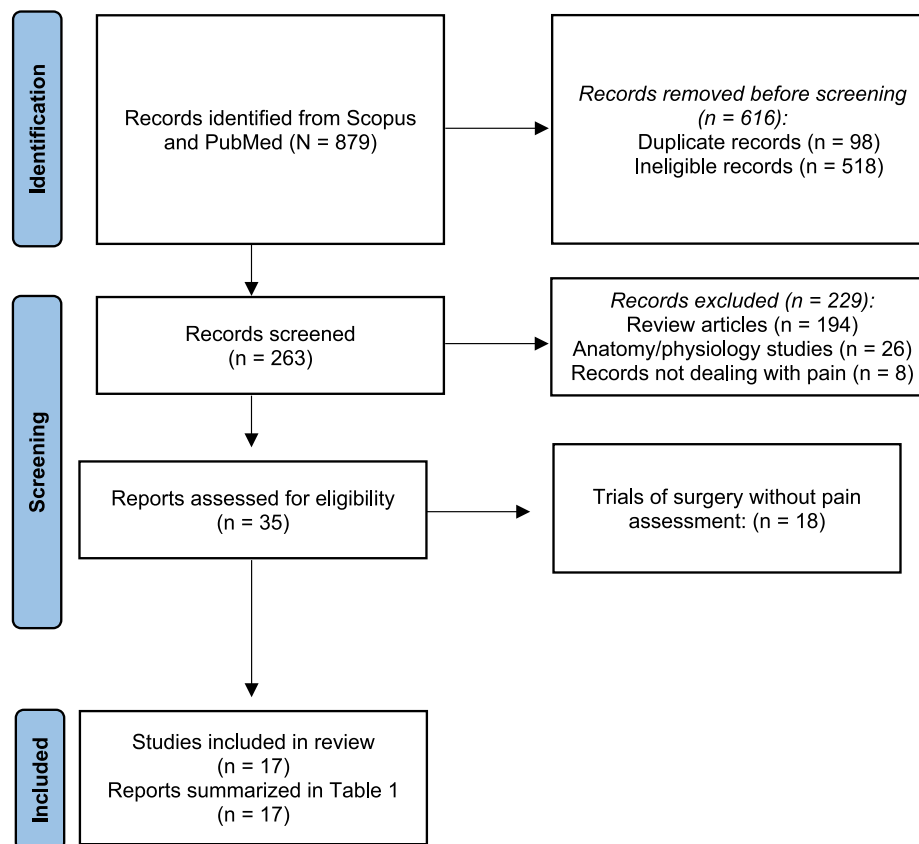 Identification
Records identified from Scopus
and PubMed (N = 879)
Records removed before screening
(n = 616):
Duplicate records (n = 98)
Ineligible records (n = 518)
Screening
Records screened
(n = 263)
Records excluded (n = 229):
Review articles (n = 194)
Anatomy/physiology studies (n = 26)
Records not dealing with pain (n = 8)
Reports assessed for eligibility
(n = 35)
Trials of surgery without pain
assessment: (n = 18)
Included
Studies included in review
(n = 17)
Reports summarized in Table 1
(n = 17)